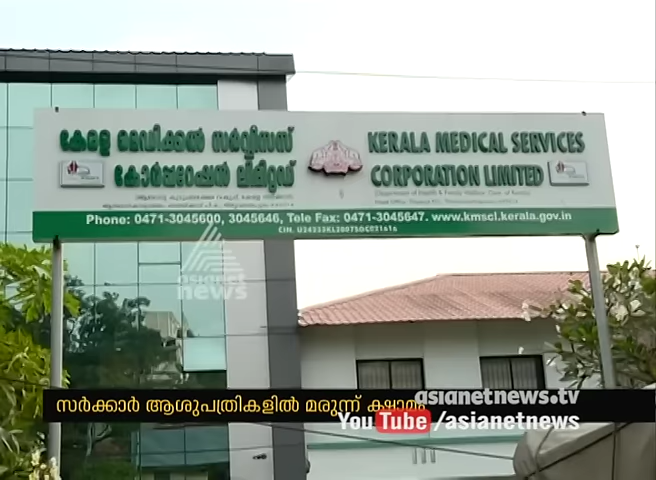 കേരള മെഡിക്കൽ സർവ്വീസസ്
കോർപ്പറേഷൻ ലിമിറ്റഡ്
KERALA MEDICAL SERVICES
CORPORATION LIMITED
Phone: 0471-3045600, 3045646, Tele Fax: 0471-3045647. www.kmscl.kerala.gov.in
asianet
news
സർക്കാർ ആശുപത്രികളിൽ മരുന്ന് ക്ഷാമം
asianetnews.tv
YouTube /asianetnews